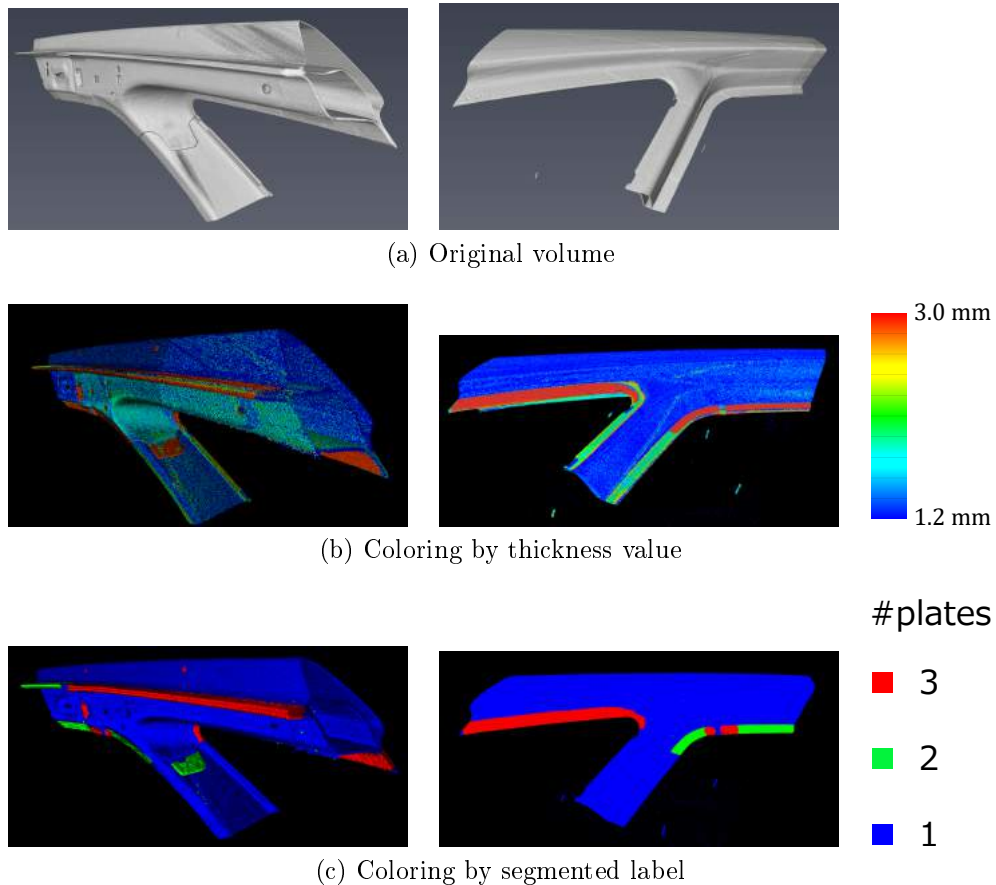 (a) Original volume
3.0 mm
1.2 mm
(b) Coloring by thickness value
#plates
3
2
1
(c) Coloring by segmented label